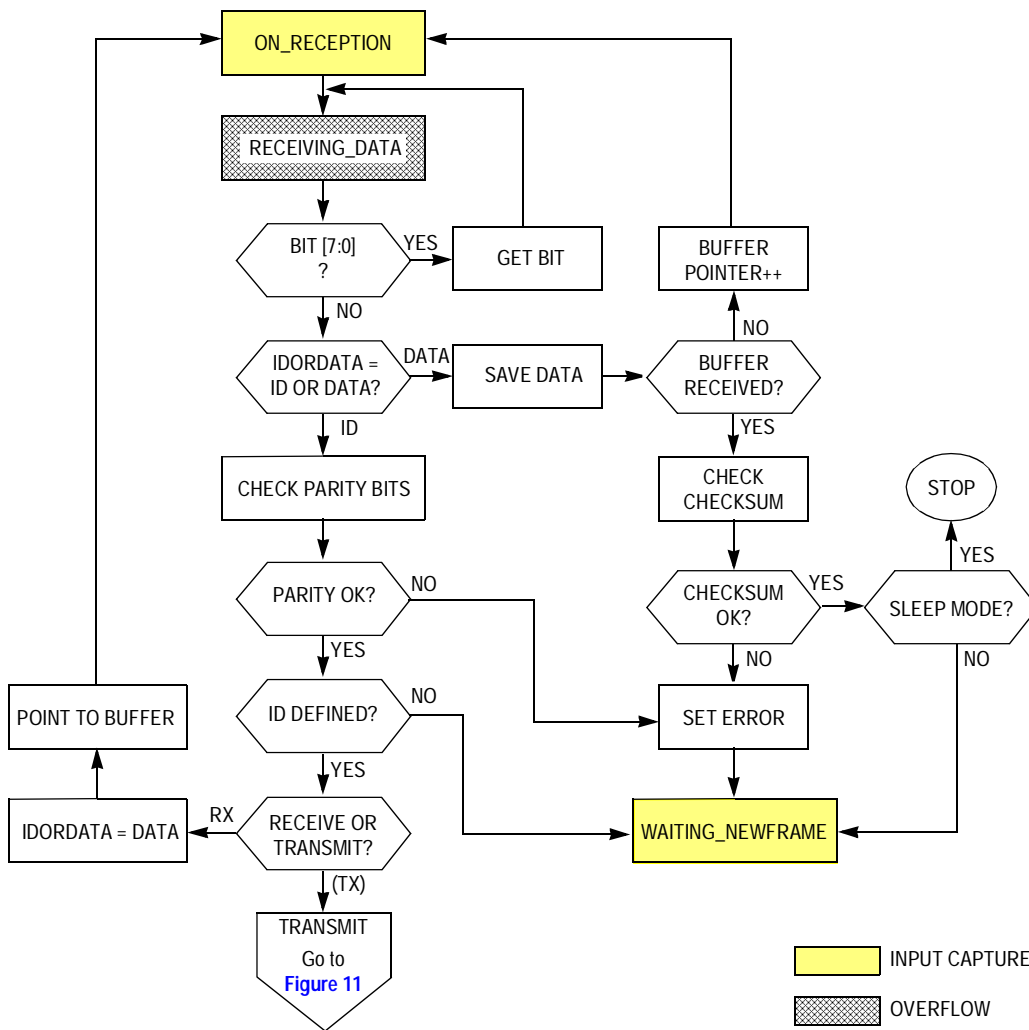 ON_RECEPTION
RECEIVING_DATA
BIT [7:0]
?
YES
GET BIT
BUFFER
POINTER++
NO
NO
IDORDATA =
ID OR DATA?
DATA
SAVE DATA
BUFFER
RECEIVED?
ID
YES
CHECK PARITY BITS
CHECK
CHECKSUM
STOP
YES
PARITY OK?
NO
CHECKSUM
OK?
YES
SLEEP MODE?
YES
NO
NO
POINT TO BUFFER
ID DEFINED?
NO
SET ERROR
YES
IDORDATA = DATA
RX
RECEIVE OR
TRANSMIT?
WAITING_NEWFRAME
(TX)
TRANSMIT
Go to
Figure 11
INPUT CAPTURE
OVERFLOW